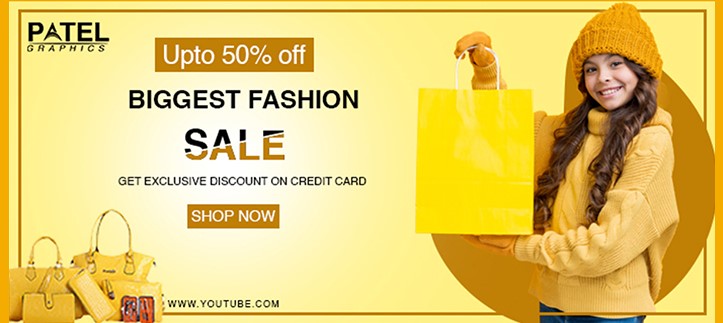 PATEL
GRAPHICS
Upto 50% off
BIGGEST FASHION
SALE
GET EXCLUSIVE DISCOUNT ON CREDIT CARD
SHOP NOW
WWW.YOUTUBE.COM